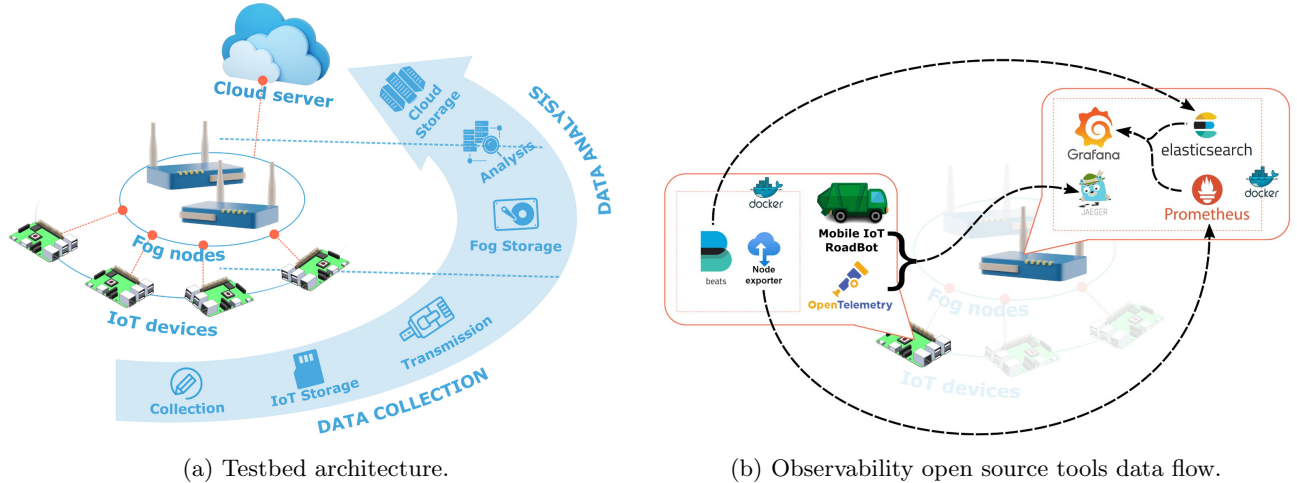 Cloud server
Fog nodes
IoT devices
Cloud
Storage
Analysis
Fog Storage
Transmission
IoT Storage
Collection
DATA ANALYSIS
DATA COLLECTION
(a) Testbed architecture.
docker
beats
Node
exporter
Mobile IoT
RoadBot
OpenTelemetry
Grafana
elasticsearch
JAEGER
Prometheus
docker
Fog nodes
IoT devices
(b) Observability open source tools data flow.